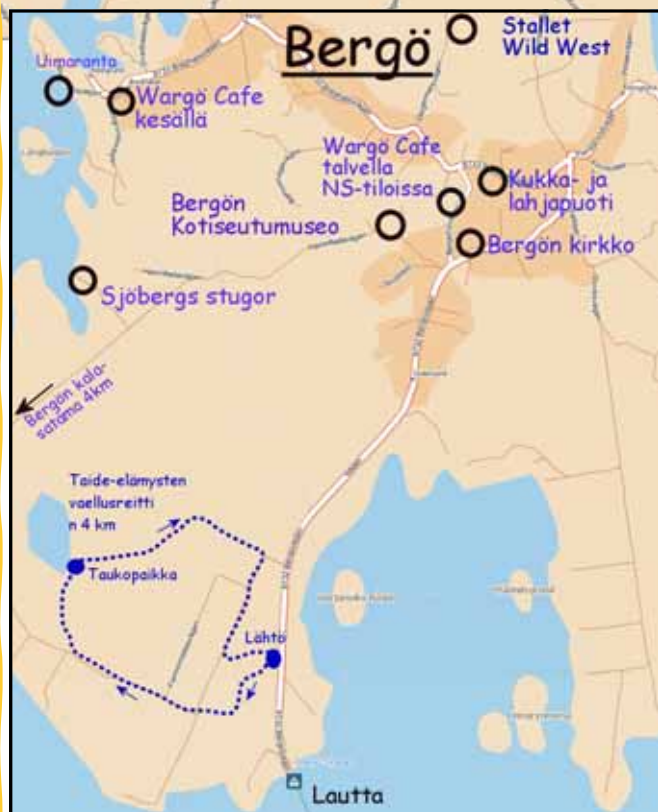 Bergö
Stallet
Wild West
Uimaranta
Wargö Cafe
kesällä
Wargö Cafe
talvella
NS-tiloissa
Kukka- ja
lahjapuoti
Bergön
Kotiseutumuseo
Bergön kirkko
Sjöbergs stugor
Bergön kala-
satama 4km
Taide-elämysten
vaellusreitti
n 4 km
Taukopaikka
Lähtö
Lautta